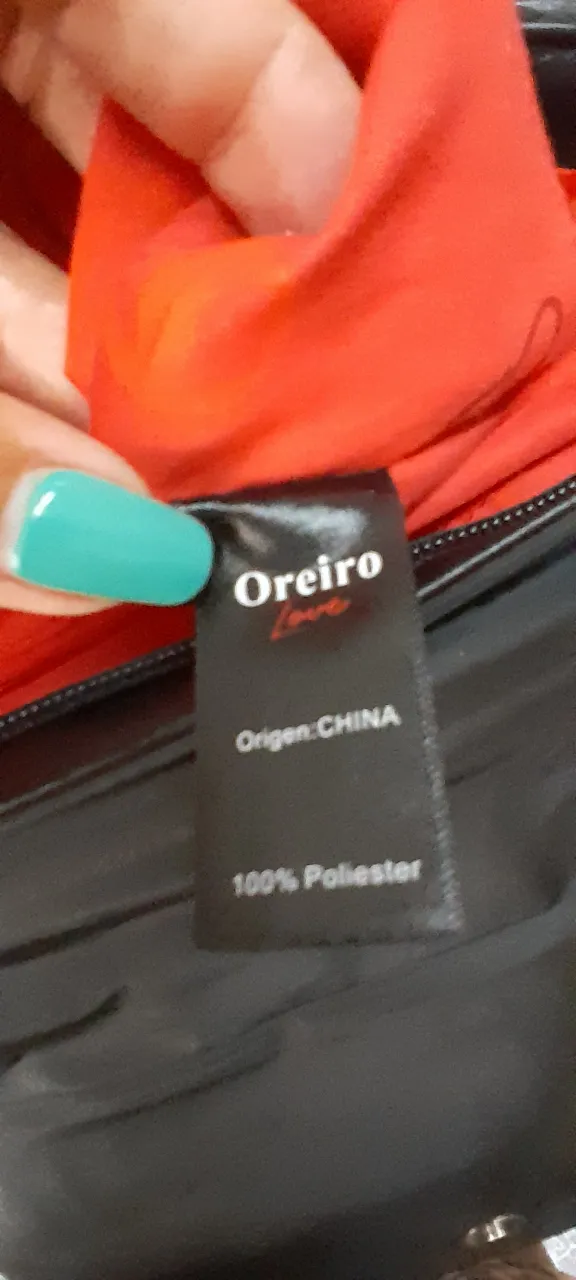 Oreiro
Love
Origen:CHINA
100% Poliester